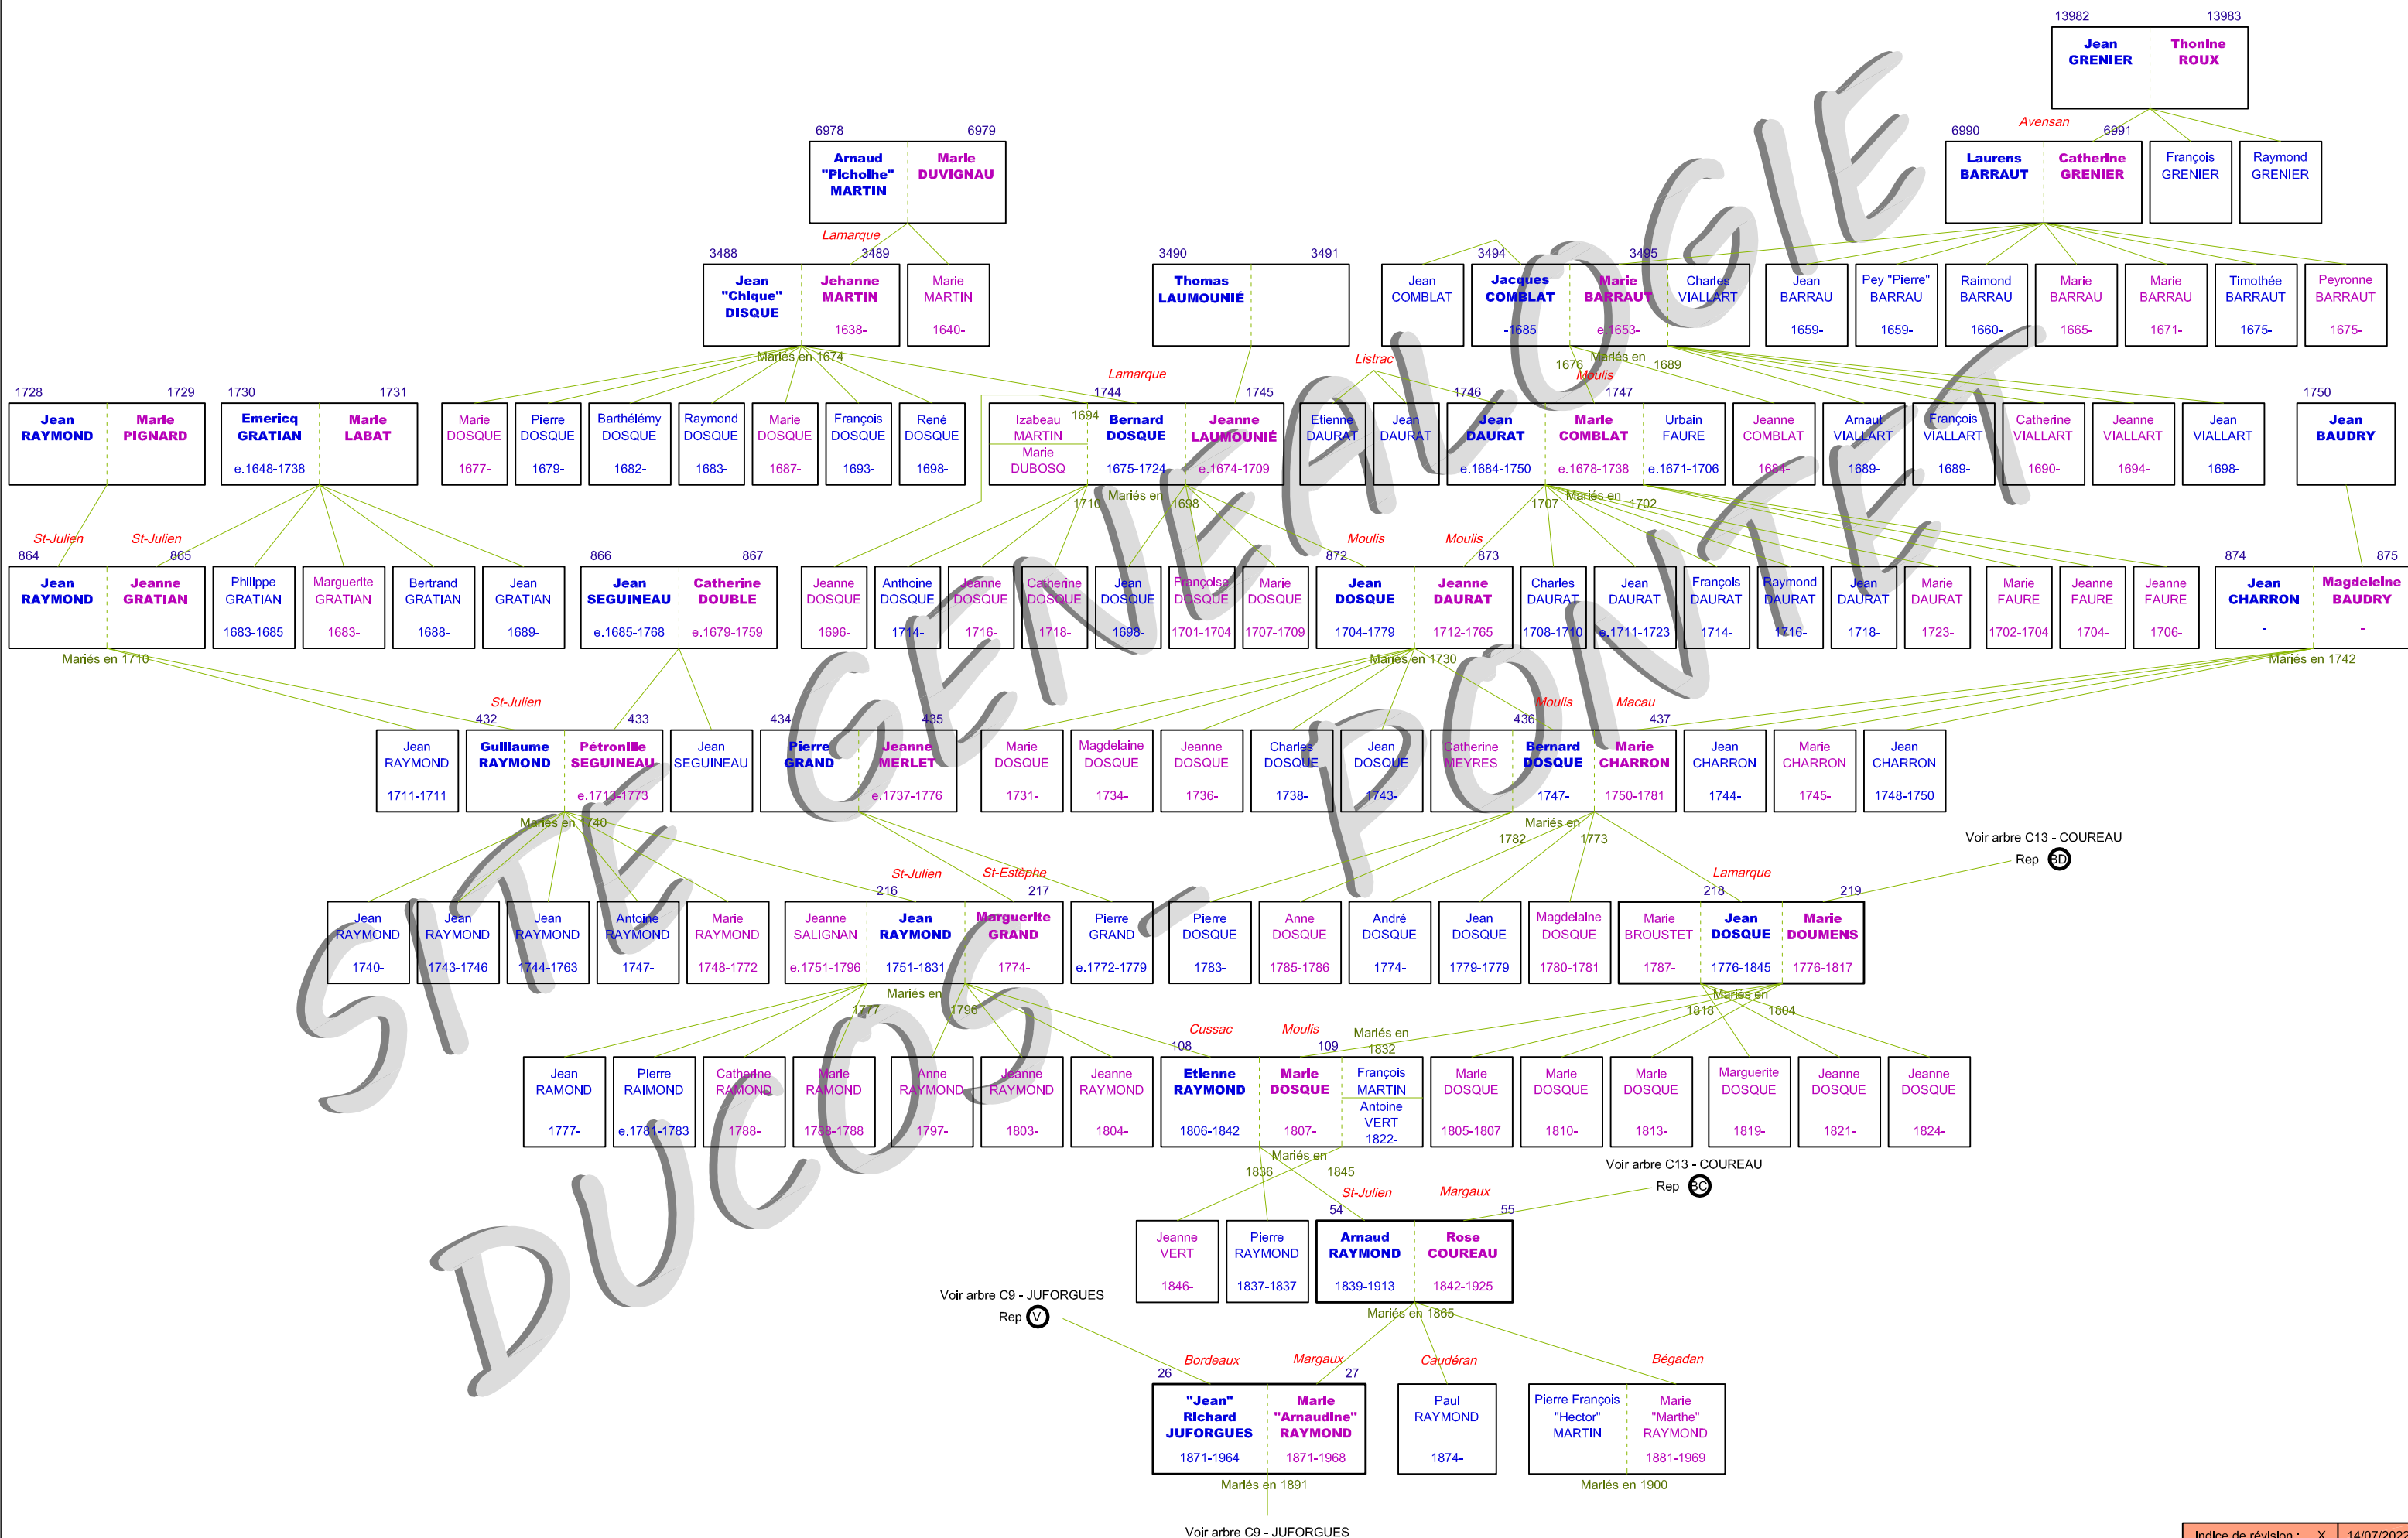 13982 13983
Jean
GRENIER
Thonine
ROUX
6978 6979
Arnaud
"Picholhe"
MARTIN
Marie
DUVIGNAU
Avensan
6990 6991
Laurens
BARRAUT
Catherine
GRENIER
François
GRENIER
Raymond
GRENIER
Lamarque
3488 3489
Jean
"Chique"
DISQUE
Jehanne
MARTIN
1638-
Marie
MARTIN
1640-
Mariés en 1674
3490 3491
Thomas
LAUMOUNIÉ
Jean
COMBLAT
3494 3495
Jacques
COMBLAT
-1685
Marie
BARRAUT
e.1653-
Charles
VIALLART
1676 Mariés en 1689
Jean
BARRAU
1659-
Pey "Pierre"
BARRAU
1659-
Raimond
BARRAU
1660-
Marie
BARRAU
1665-
Marie
BARRAU
1671-
Timothée
BARRAUT
1675-
Peyronne
BARRAUT
1675-
1728 1729
Jean
RAYMOND
Marie
PIGNARD
1730 1731
Emericq
GRATIAN
e.1648-1738
Marie
LABAT
Marie
DOSQUE
1677-
Pierre
DOSQUE
1679-
Barthélémy
DOSQUE
1682-
Raymond
DOSQUE
1683-
Marie
DOSQUE
1687-
François
DOSQUE
1693-
René
DOSQUE
1698-
Lamarque
1744 1745
Izabeau
MARTIN
Marie
DUBOSQ
1694
Bernard
DOSQUE
1675-1724
Jeanne
LAUMOUNIÉ
e.1674-1709
1710 Mariés en 1698
Listrac
Etienne
DAURAT
Jean
DAURAT
Moulis
1746 1747
Jean
DAURAT
e.1684-1750
Marie
COMBLAT
e.1678-1738
Urbain
FAURE
e.1671-1706
1707 Mariés en 1702
Jeanne
COMBLAT
1684-
Arnaut
VIALLART
1689-
François
VIALLART
1689-
Catherine
VIALLART
1690-
Jeanne
VIALLART
1694-
Jean
VIALLART
1698-
1750
Jean
BAUDRY
St-Julien St-Julien
864 865
Jean
RAYMOND
Jeanne
GRATIAN
Mariés en 1710
Philippe
GRATIAN
1683-1685
Marguerite
GRATIAN
1683-
Bertrand
GRATIAN
1688-
Jean
GRATIAN
1689-
866 867
Jean
SEGUINEAU
e.1685-1768
Catherine
DOUBLE
e.1679-1759
Jeanne
DOSQUE
1696-
Anthoine
DOSQUE
1714-
Jeanne
DOSQUE
1716-
Catherine
DOSQUE
1718-
Jean
DOSQUE
1698-
Françoise
DOSQUE
1701-1704
Marie
DOSQUE
1707-1709
Moulis Moulis
872 873
Jean
DOSQUE
1704-1779
Jeanne
DAURAT
1712-1765
Mariés en 1730
Charles
DAURAT
1708-1710
Jean
DAURAT
e.1711-1723
François
DAURAT
1714-
Raymond
DAURAT
1716-
Jean
DAURAT
1718-
Marie
DAURAT
1723-
Marie
FAURE
1702-1704
Jeanne
FAURE
1704-
Jeanne
FAURE
1706-
874 875
Jean
CHARRON
-
Magdeleine
BAUDRY
-
Mariés en 1742
Jean
RAYMOND
1711-1711
St-Julien
432 433
Guillaume
RAYMOND
Pétronille
SEGUINEAU
e.1713-1773
Mariés en 1740
Jean
SEGUINEAU
434 435
Pierre
GRAND
Jeanne
MERLET
e.1737-1776
Marie
DOSQUE
1731-
Magdelaine
DOSQUE
1734-
Jeanne
DOSQUE
1736-
Charles
DOSQUE
1738-
Jean
DOSQUE
1743-
Moulis Macau
436 437
Catherine
MEYRES
Bernard
DOSQUE
1747-
Marie
CHARRON
1750-1781
Mariés en
1782 1773
Jean
CHARRON
1744-
Marie
CHARRON
1745-
Jean
CHARRON
1748-1750
Voir arbre C13 - COUREAU
Rep BD
Jean
RAYMOND
1740-
Jean
RAYMOND
1743-1746
Jean
RAYMOND
1744-1763
Antoine
RAYMOND
1747-
Marie
RAYMOND
1748-1772
St-Julien St-Estèphe
216 217
Jeanne
SALIGNAN
e.1751-1796
Jean
RAYMOND
1751-1831
Marguerite
GRAND
1774-
Mariés en
1777 1796
Pierre
GRAND
e.1772-1779
Pierre
DOSQUE
1783-
Anne
DOSQUE
1785-1786
André
DOSQUE
1774-
Jean
DOSQUE
1779-1779
Magdelaine
DOSQUE
1780-1781
Lamarque
218 219
Marie
BROUSTET
1787-
Jean
DOSQUE
1776-1845
Marie
DOUMENS
1776-1817
Mariés en
1818 1804
Jean
RAMOND
1777-
Pierre
RAIMOND
e.1781-1783
Catherine
RAMOND
1788-
Marie
RAMOND
1788-1788
Anne
RAYMOND
1797-
Jeanne
RAYMOND
1803-
Jeanne
RAYMOND
1804-
Cussac Moulis
108 109
Mariés en
1832
Etienne
RAYMOND
1806-1842
Marie
DOSQUE
1807-
François
MARTIN
Antoine
VERT
1822-
Mariés en
1836 1845
Marie
DOSQUE
1805-1807
Marie
DOSQUE
1810-
Marie
DOSQUE
1813-
Marguerite
DOSQUE
1819-
Jeanne
DOSQUE
1821-
Jeanne
DOSQUE
1824-
Voir arbre C13 - COUREAU
Rep BC
Jeanne
VERT
1846-
Pierre
RAYMOND
1837-1837
St-Julien Margaux
54 55
Arnaud
RAYMOND
1839-1913
Rose
COUREAU
1842-1925
Mariés en 1865
Voir arbre C9 - JUFORGUES
Rep V
Bordeaux Margaux
26 27
"Jean"
Richard
JUFORGUES
1871-1964
Marie
"Arnaudine"
RAYMOND
1871-1968
Mariés en 1891
Caudéran
Paul
RAYMOND
1874-
Bégadan
Pierre François
"Hector"
MARTIN
Marie
"Marthe"
RAYMOND
1881-1969
Mariés en 1900
Voir arbre C9 - JUFORGUES
Indice de révision : X 14/07/202
SITE GENEALOGIE
DUCOS - PONTET